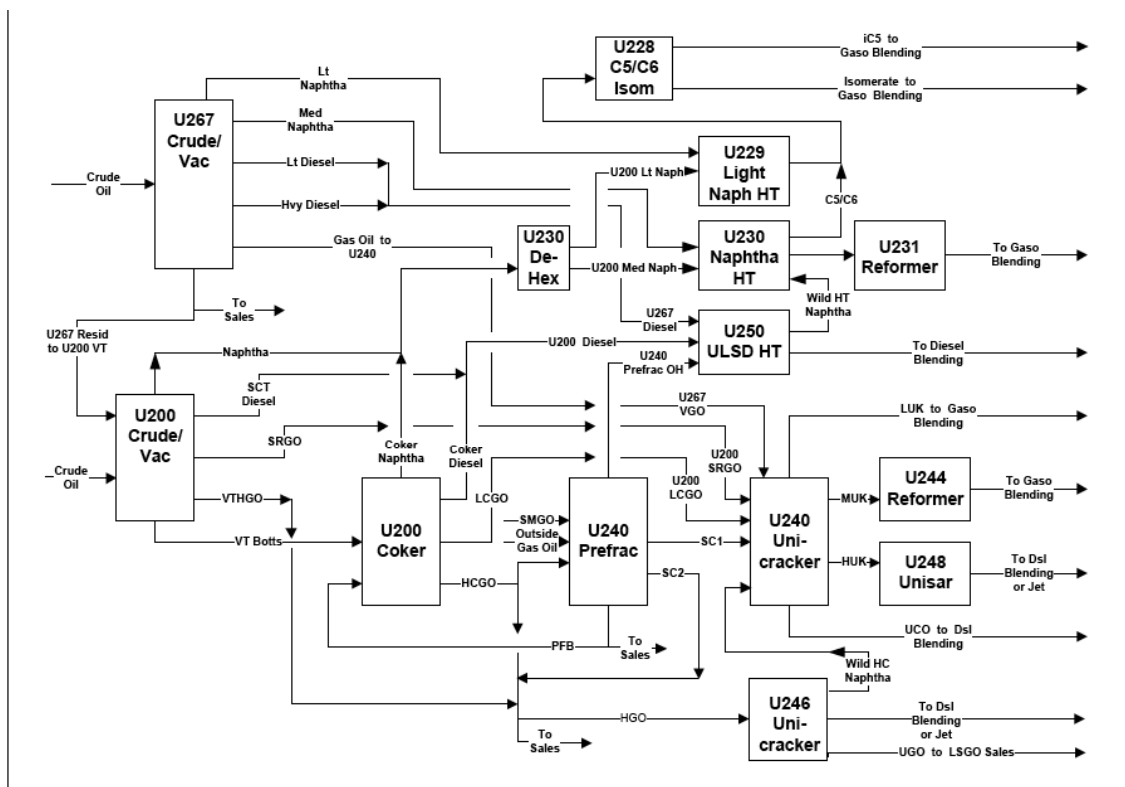 iC5 to
Gaso Blending
U228
C5/C6
Isom
Isomerate to
Gaso Blending
Lt
Naphtha
Med
Naphtha
U267
Crude/
Vac
Lt Diesel
Crude
Oil
Hvy Diesel
Gas Oil to
U240
U229
Light
Naph HT
U200 Lt Naph
C5/C6
U230
De-
Hex
U200 Med Naph
U230
Naphtha
HT
U231
Reformer
To Gaso
Blending
Wild HT
Naphtha
To
Sales
U267 Resid
to U200 VT
U267
Diesel
U250
ULSD HT
Naphtha
U200 Diesel
U240
Prefrac OH
To Diesel
Blending
SCT
Diesel
U200
Crude/
Vac
SRGO
U267
VGO
LUK to Gaso
Blending
Crude
Oil
Coker
Naphtha
Coker
Diesel
U200
SRGO
U200
LCGO
VTHGO
LCGO
VT Botts
U200
Coker
SMGO
Outside
Gas Oil
U240
Prefrac
SC1
SC2
U240
Uni-
cracker
MUK
U244
Reformer
To Gaso
Blending
HUK
U248
Unisar
To Dsl
Blending
or Jet
HCGO
PFB
To
Sales
UCO to Dsl
Blending
Wild HC
Naphtha
HGO
To
Sales
U246
Uni-
cracker
To Dsl
Blending
or Jet
UGO to LSGO Sales